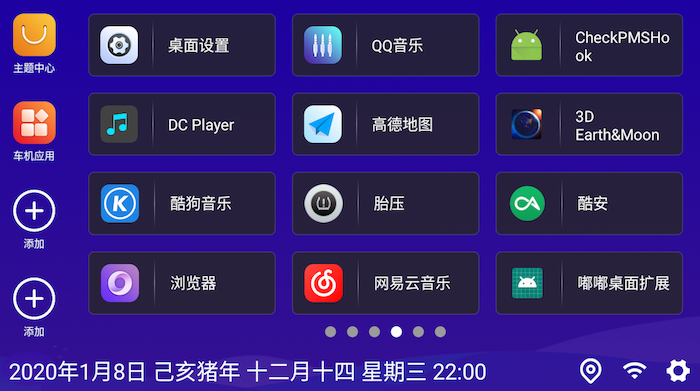 主题中心
车机应用
添加
添加
桌面设置
QQ音乐
CheckPMSHo
ok
DC Player
高德地图
3D
Earth&Moon
酷狗音乐
胎压
酷安
浏览器
网易云音乐
嘟嘟桌面扩展
2020年1月8日 己亥猪年 十二月十四 星期三 22:00